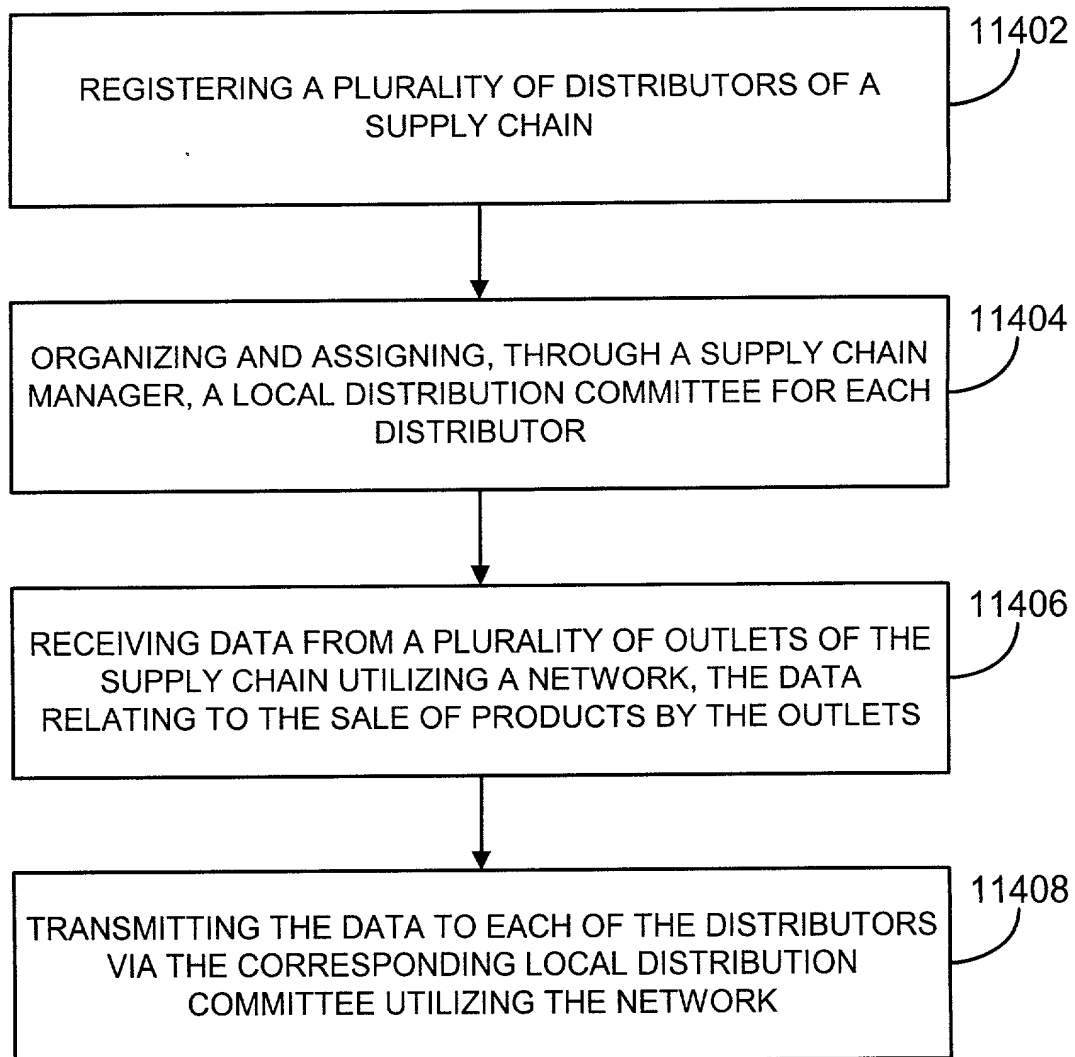 11402
REGISTERING A PLURALITY OF DISTRIBUTORS OF A
SUPPLY CHAIN
11404
ORGANIZING AND ASSIGNING, THROUGH A SUPPLY CHAIN
MANAGER, A LOCAL DISTRIBUTION COMMITTEE FOR EACH
DISTRIBUTOR
11406
RECEIVING DATA FROM A PLURALITY OF OUTLETS OF THE
SUPPLY CHAIN UTILIZING A NETWORK, THE DATA
RELATING TO THE SALE OF PRODUCTS BY THE OUTLETS
11408
TRANSMITTING THE DATA TO EACH OF THE DISTRIBUTORS
VIA THE CORRESPONDING LOCAL DISTRIBUTION
COMMITTEE UTILIZING THE NETWORK